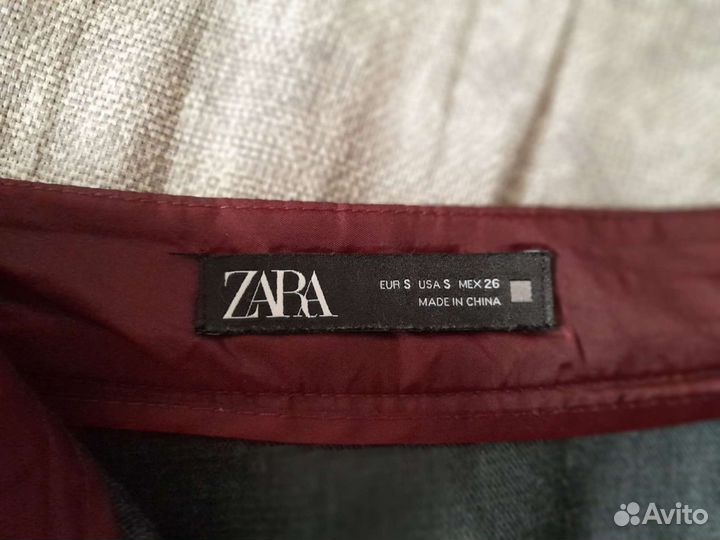 ZARA
EUR S USA S MEX 26
MADE IN CHINA
Avito